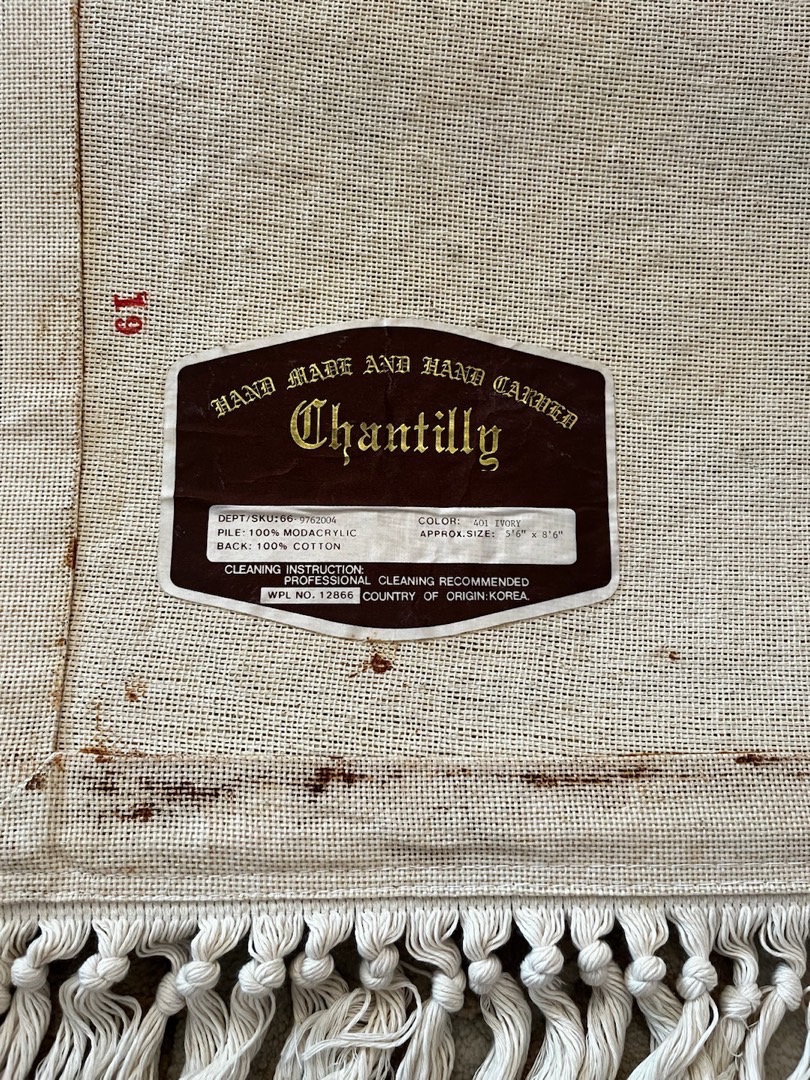 19
HAND MADE AND HAND CARVED
Chantilly
DEPT/SKU:66-9762004 COLOR: 401 IVORY
PILE: 100% MODACRYLIC APPROX.SIZE: 5'6" x 8'6"
BACK: 100% COTTON
CLEANING INSTRUCTION:
PROFESSIONAL CLEANING RECOMMENDED
WPL NO. 12866 COUNTRY OF ORIGIN:KOREA.